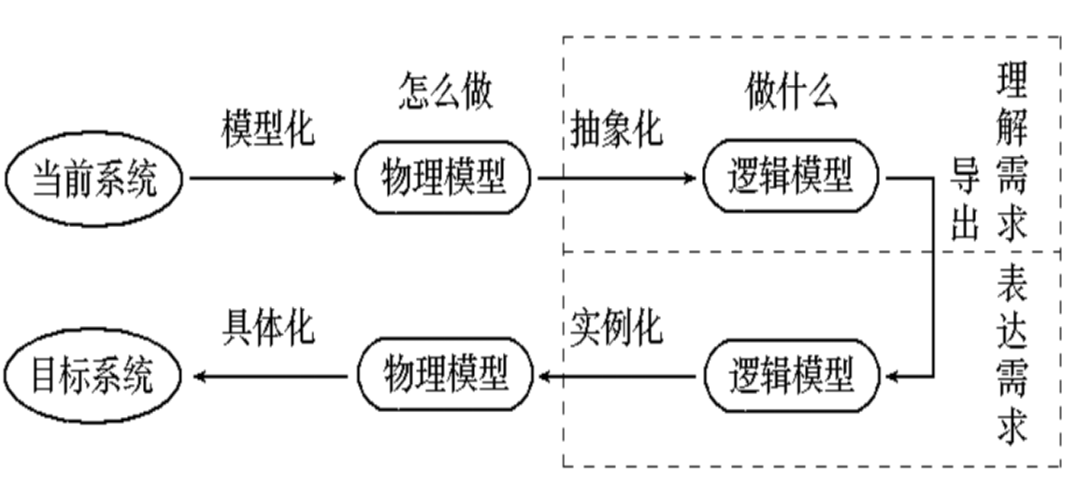 怎么做
做什么
模型化
抽象化
当前系统
物理模型
逻辑模型
导出
理解需求
具体化
实例化
目标系统
物理模型
逻辑模型
表达需求